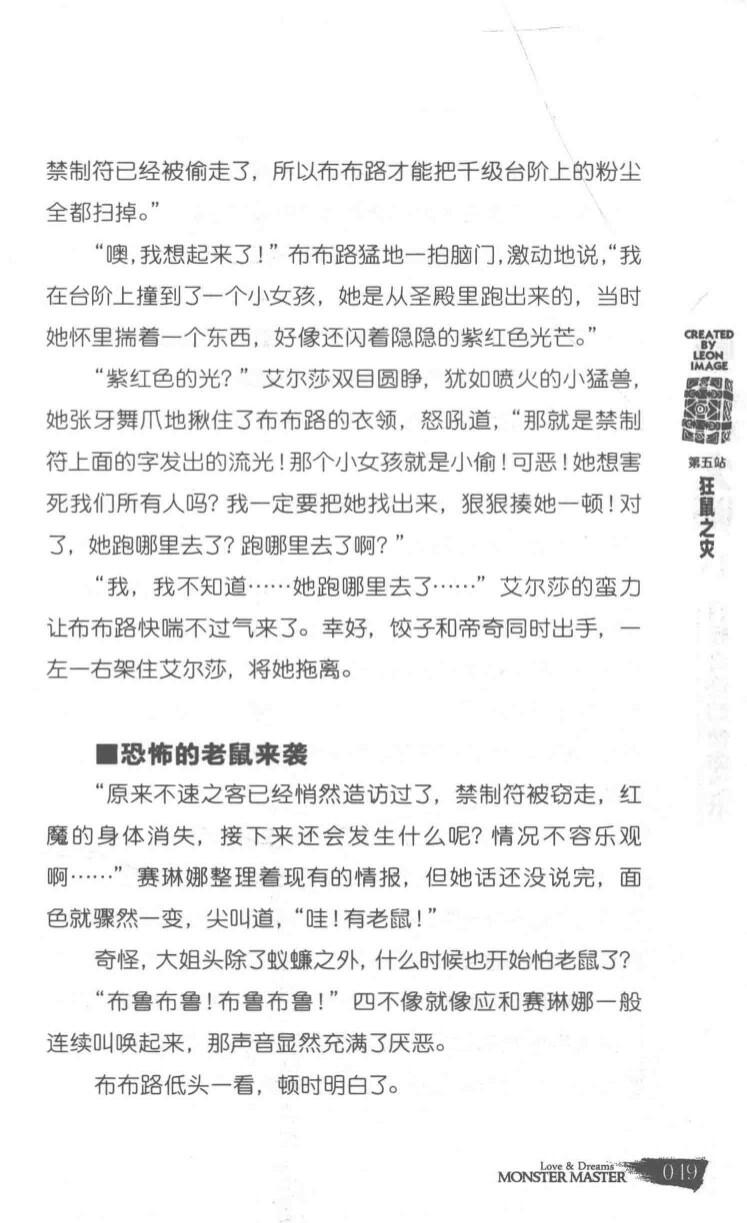 禁制符已经被偷走了，所以布布路才能把千级台阶上的粉尘
全都扫掉。”
“噢，我想起来了！”布布路猛地一拍脑门，激动地说，“我
在台阶上撞到了一个小女孩，她是从圣殿里跑出来的，当时
她怀里揣着一个东西，好像还闪着隐隐的紫红色光芒。”
“紫红色的光？”艾尔莎双目圆睁，犹如喷火的小猛兽，
她张牙舞爪地揪住了布布路的衣领，怒吼道，“那就是禁制
符上面的字发出的流光！那个小女孩就是小偷！可恶！她想害
死我们所有人吗？我一定要把她找出来，狠狠揍她一顿！对
了，她跑哪里去了？跑哪里去了啊？”
“我，我不知道……她跑哪里去了……”艾尔莎的蛮力
让布布路快喘不过气来了。幸好，饺子和帝奇同时出手，一
左一右架住艾尔莎，将她拖离。
■恐怖的老鼠来袭
“原来不速之客已经悄然造访过了，禁制符被窃走，红
魔的身体消失，接下来还会发生什么呢？情况不容乐观
啊……”赛琳娜整理着现有的情报，但她话还没说完，面
色就骤然一变，尖叫道，“哇！有老鼠！”
奇怪，大姐头除了蚁蠊之外，什么时候也开始怕老鼠了？
“布鲁布鲁！布鲁布鲁！”四不像就像应和赛琳娜一般
连续叫唤起来，那声音显然充满了厌恶。
布布路低头一看，顿时明白了。
CREATED
BY
LEON
IMAGE
第五站
狂鼠之灾
Love & Dreams
MONSTER MASTER
049